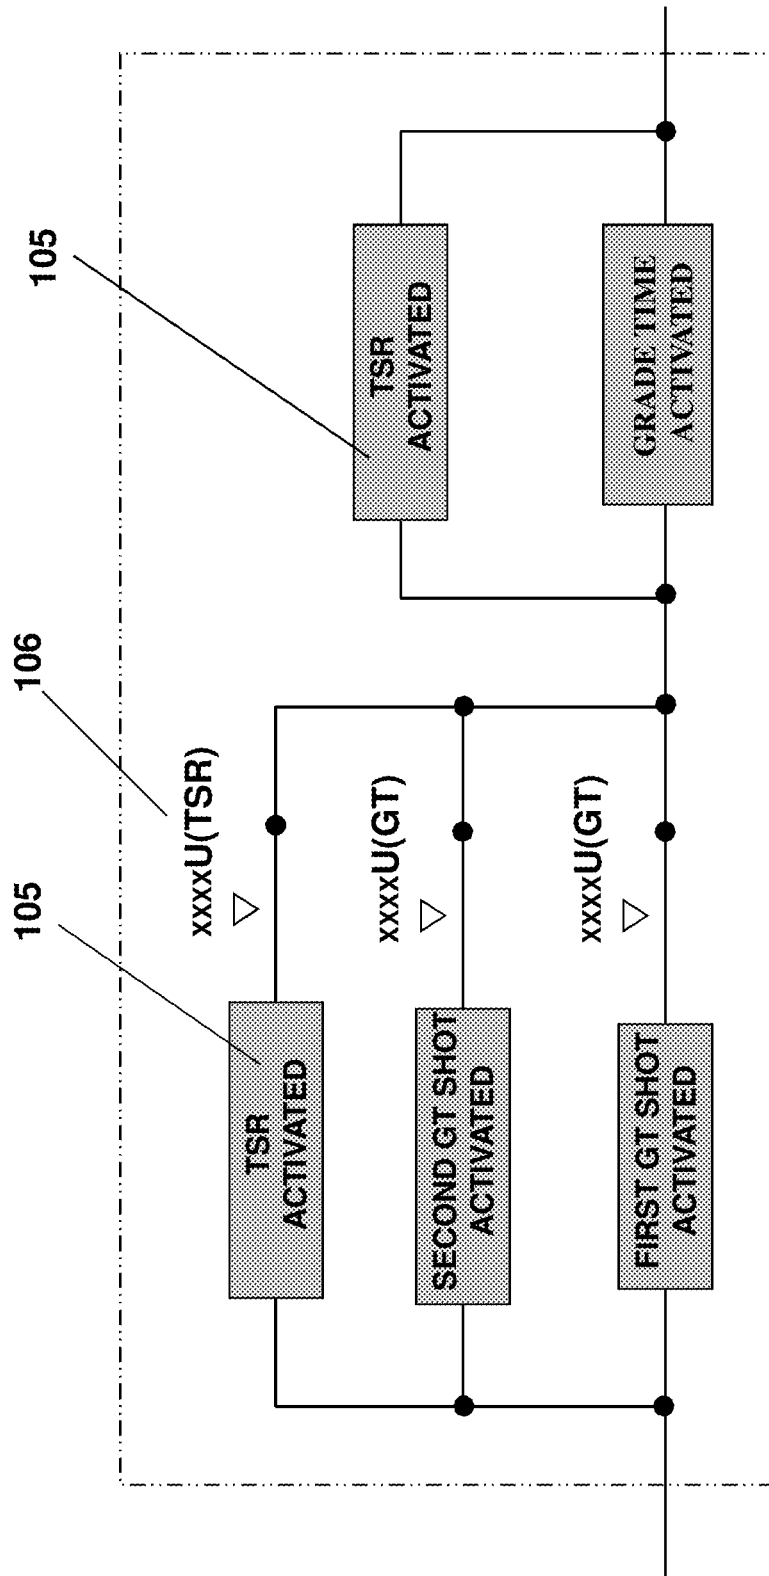 105
106
105
TSR
ACTIVATED
xxxxU(TSR)
SECOND GT SHOT
ACTIVATED
xxxxU(GT)
FIRST GT SHOT
ACTIVATED
xxxxU(GT)
TSR
ACTIVATED
GRADE TIME
ACTIVATED